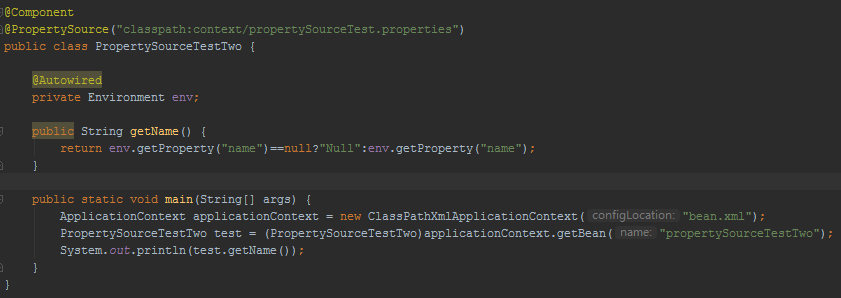 @Component
@PropertySource("classpath:context/propertySourceTest.properties")
public class PropertySourceTestTwo {
@Autowired
private Environment env;
public String getName() {
return env.getProperty("name")==null?"Null":env.getProperty("name");
}
public static void main(String[] args) {
ApplicationContext applicationContext = new ClassPathXmlApplicationContext( configLocation: "bean.xml");
PropertySourceTestTwo test = (PropertySourceTestTwo)applicationContext.getBean( name: "propertySourceTestTwo");
System.out.println(test.getName());
}
}